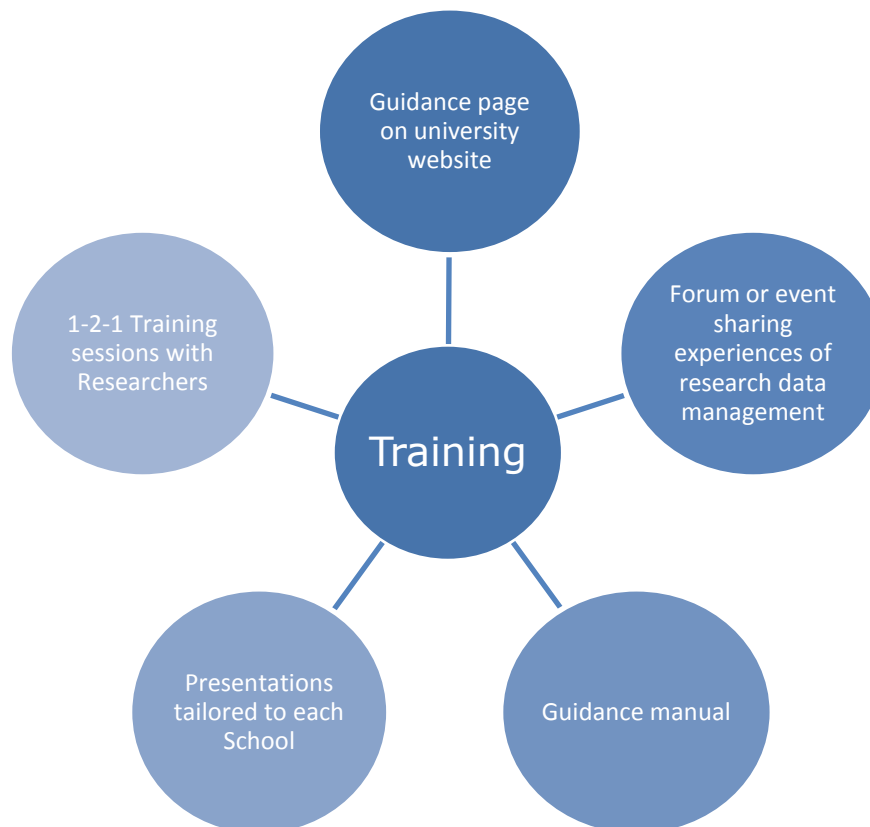 Guidance page
on university
website
Forum or event
sharing
experiences of
research data
management
Guidance manual
Presentations
tailored to each
School
1-2-1 Training
sessions with
Researchers
Training